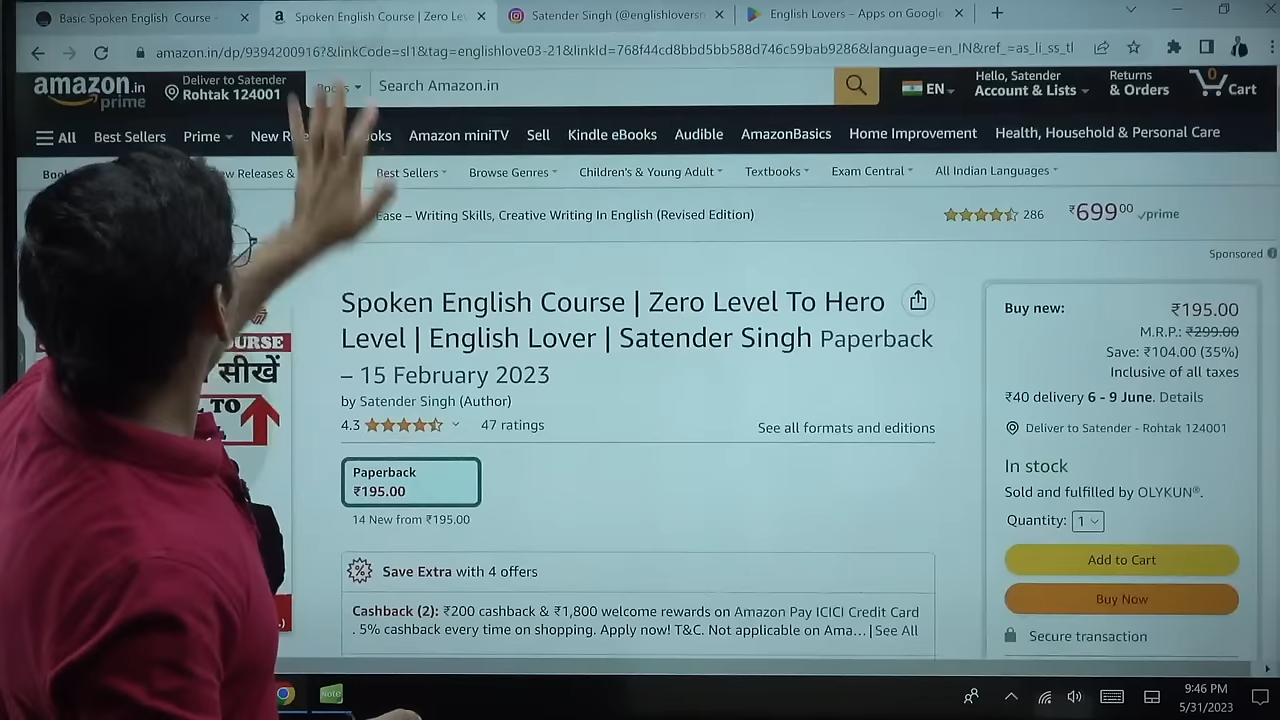 Basic Spoken English Course -
Spoken English Course | Zero Le
Satender Singh (@englishloversr
English Lovers – Apps on Google
amazon.in/dp/9394200916?&linkCode=sl1&tag=englishlove03-21&linkId=768f44cd8bbd5bb588d746c59bab9286&language=en_IN&ref_=as_li_ss_tl
amazon.in
prime
Deliver to Satender
Rohtak 124001
Search Amazon.in
EN
Hello, Satender
Account & Lists
Returns
& Orders
0
Cart
All Best Sellers Prime New Re oks Amazon miniTV Sell Kindle eBooks Audible AmazonBasics Home Improvement Health, Household & Personal Care
Boo w Releases & Best Sellers Browse Genres Children's & Young Adult Textbooks Exam Central All Indian Languages
Ease – Writing Skills, Creative Writing In English (Revised Edition)
286
₹699⁰⁰ prime
Sponsored
Spoken English Course | Zero Level To Hero
Level | English Lover | Satender Singh Paperback
– 15 February 2023
by Satender Singh (Author)
4.3 47 ratings
See all formats and editions
Paperback
₹195.00
14 New from ₹195.00
Save Extra with 4 offers
Cashback (2): ₹200 cashback & ₹1,800 welcome rewards on Amazon Pay ICICI Credit Card
. 5% cashback every time on shopping. Apply now! T&C. Not applicable on Ama... | See All
Buy new: ₹195.00
M.R.P.: ₹299.00
Save: ₹104.00 (35%)
Inclusive of all taxes
₹40 delivery 6 - 9 June. Details
Deliver to Satender - Rohtak 124001
In stock
Sold and fulfilled by OLYKUN®.
Quantity: 1
Add to Cart
Buy Now
Secure transaction
URSE
सीखें
TO
Note
9:46 PM
5/31/2023